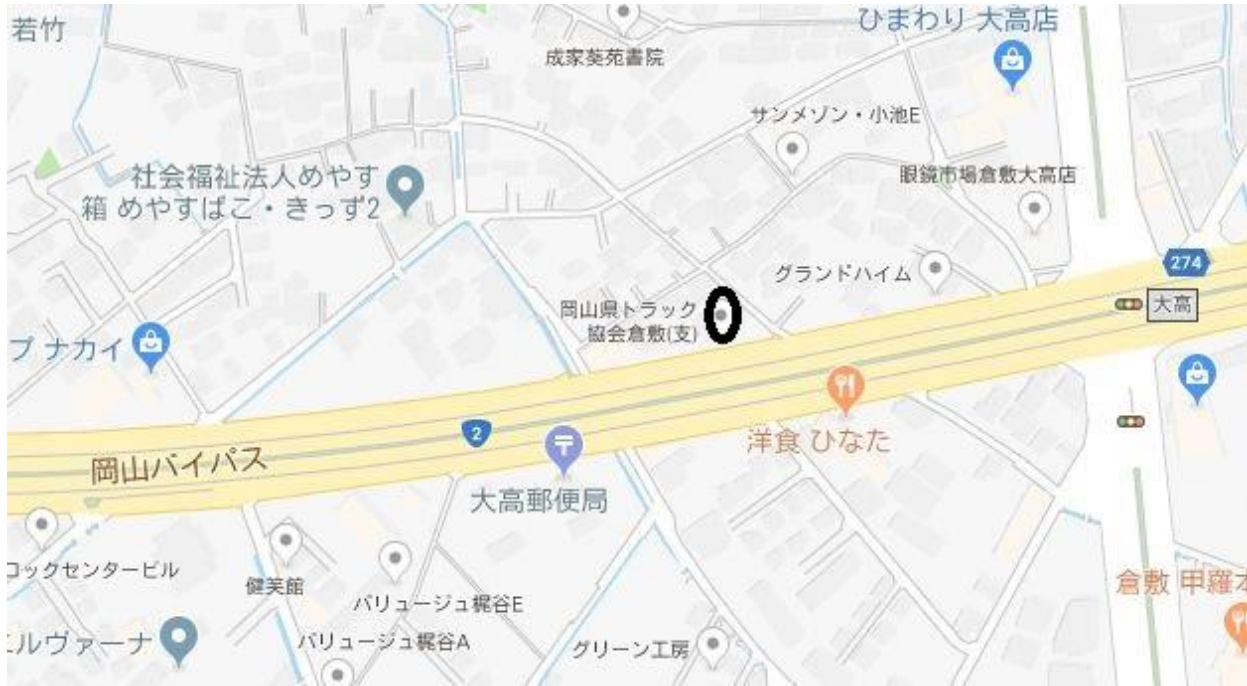 若竹
ひまわり 大高店
成家葵苑書院
サンメゾン・小池E
社会福祉法人めやす
箱 めやすばこ・きっず2
眼鏡市場倉敷大高店
グランドハイム
274
大高
岡山県トラック
協会倉敷(支)
プ ナカイ
2
洋食 ひなた
岡山バイパス
大高郵便局
コックセンタービル
健笑館
バリュージュ梶谷E
倉敷 甲羅本
エルヴァーナ
バリュージュ梶谷A
グリーン工房